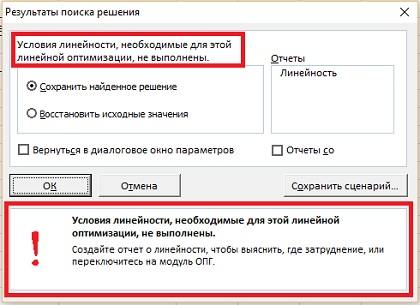 Результаты поиска решения
Условия линейности, необходимые для этой
линейной оптимизации, не выполнены.
Отчеты
Линейность
Сохранить найденное решение
Восстановить исходные значения
Вернуться в диалоговое окно параметров
Отчеты со
ОК
Отмена
Сохранить сценарий...
Условия линейности, необходимые для этой линейной
оптимизации, не выполнены.
Создайте отчет о линейности, чтобы выяснить, где затруднение, или
переключитесь на модуль ОПГ.